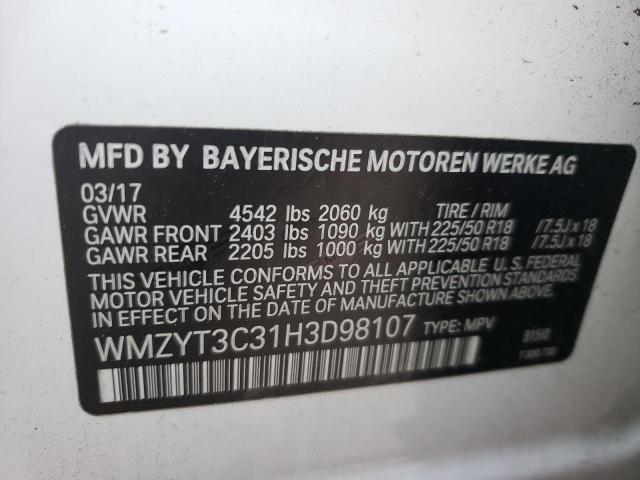 MFD BY BAYERISCHE MOTOREN WERKE AG
03/17
GVWR 4542 lbs 2060 kg TIRE / RIM
GAWR FRONT 2403 lbs 1090 kg WITH 225/50 R18 /7.5J x 18
GAWR REAR 2205 lbs 1000 kg WITH 225/50 R18 /7.5J x 18
THIS VEHICLE CONFORMS TO ALL APPLICABLE U.S. FEDERAL
MOTOR VEHICLE SAFETY AND THEFT PREVENTION STANDARDS
IN EFFECT ON THE DATE OF MANUFACTURE SHOWN ABOVE.
WMZYT3C31H3D98107 TYPE: MPV